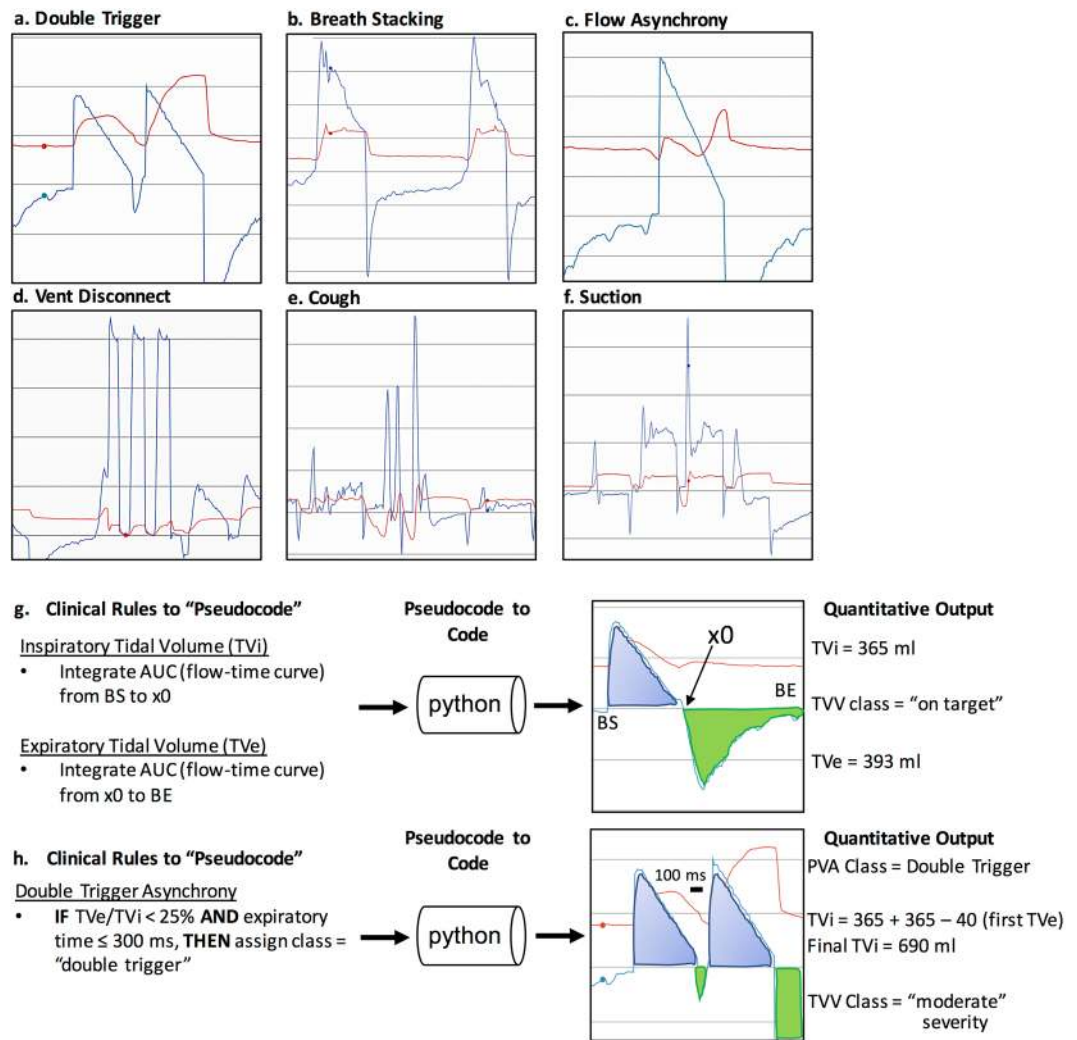 a. Double Trigger
b. Breath Stacking
c. Flow Asynchrony
d. Vent Disconnect
e. Cough
f. Suction
g. Clinical Rules to “Pseudocode”
Inspiratory Tidal Volume (TVi)
• Integrate AUC (flow-time curve)
from BS to x0
Expiratory Tidal Volume (TVe)
• Integrate AUC (flow-time curve)
from x0 to BE
Pseudocode to
Code
python
x0
BS
BE
Quantitative Output
TVi = 365 ml
TVV class = “on target”
TVe = 393 ml
h. Clinical Rules to “Pseudocode”
Double Trigger Asynchrony
• IF TVe/TVi < 25% AND expiratory
time ≤ 300 ms, THEN assign class =
“double trigger”
Pseudocode to
Code
python
100 ms
Quantitative Output
PVA Class = Double Trigger
TVi = 365 + 365 – 40 (first TVe)
Final TVi = 690 ml
TVV Class = “moderate”
severity